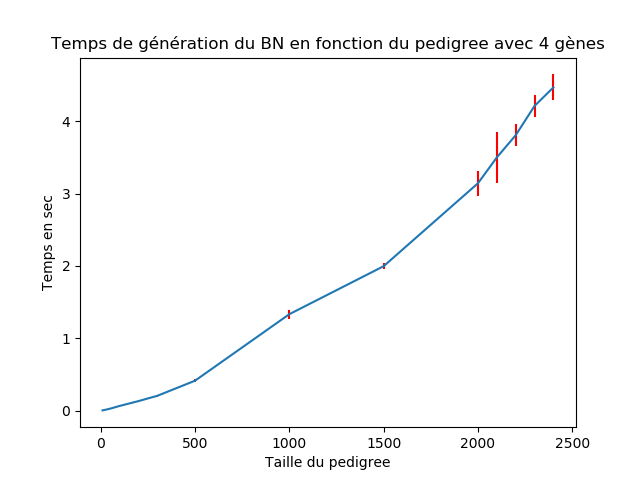 Temps de génération du BN en fonction du pedigree avec 4 gènes
4
3
2
1
0
Temps en sec
0 500 1000 1500 2000 2500
Taille du pedigree